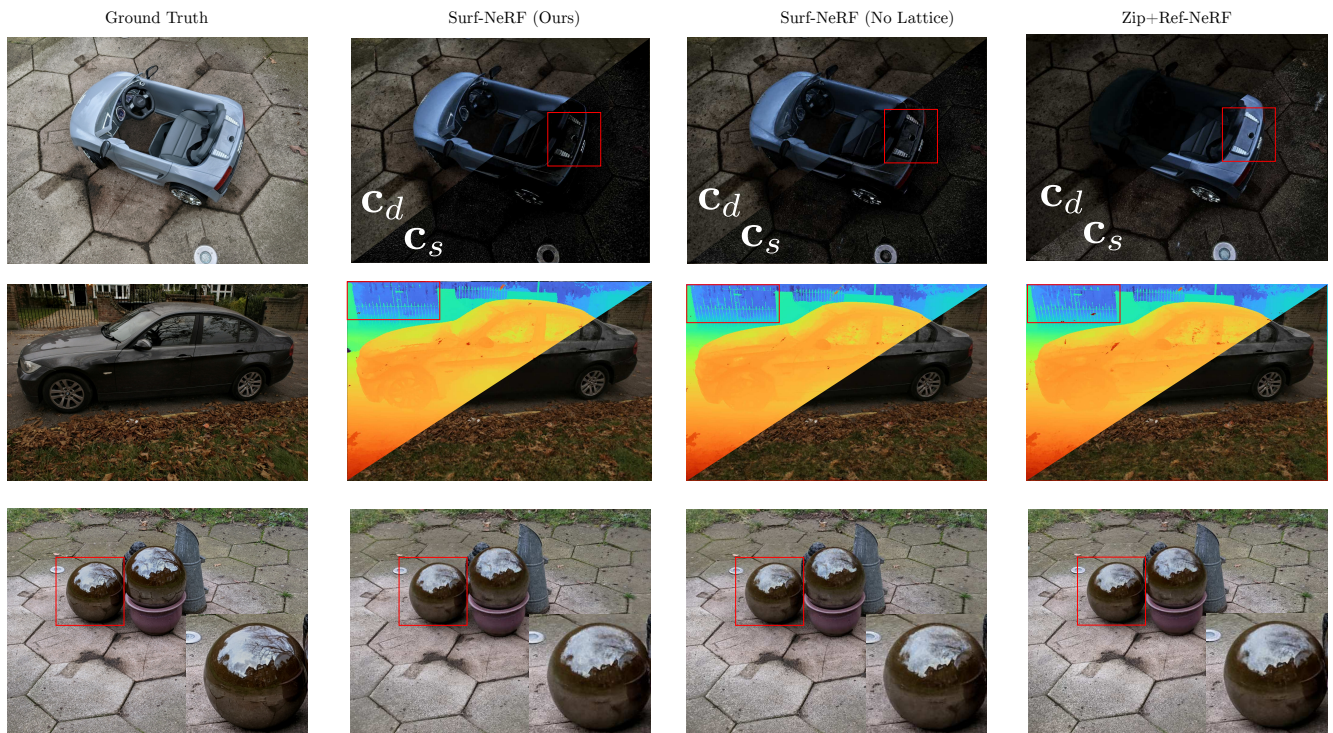 Ground Truth
Surf-NeRF (Ours)
Surf-NeRF (No Lattice)
Zip+Ref-NeRF
c_d
c_s
c_d
c_s
c_d
c_s